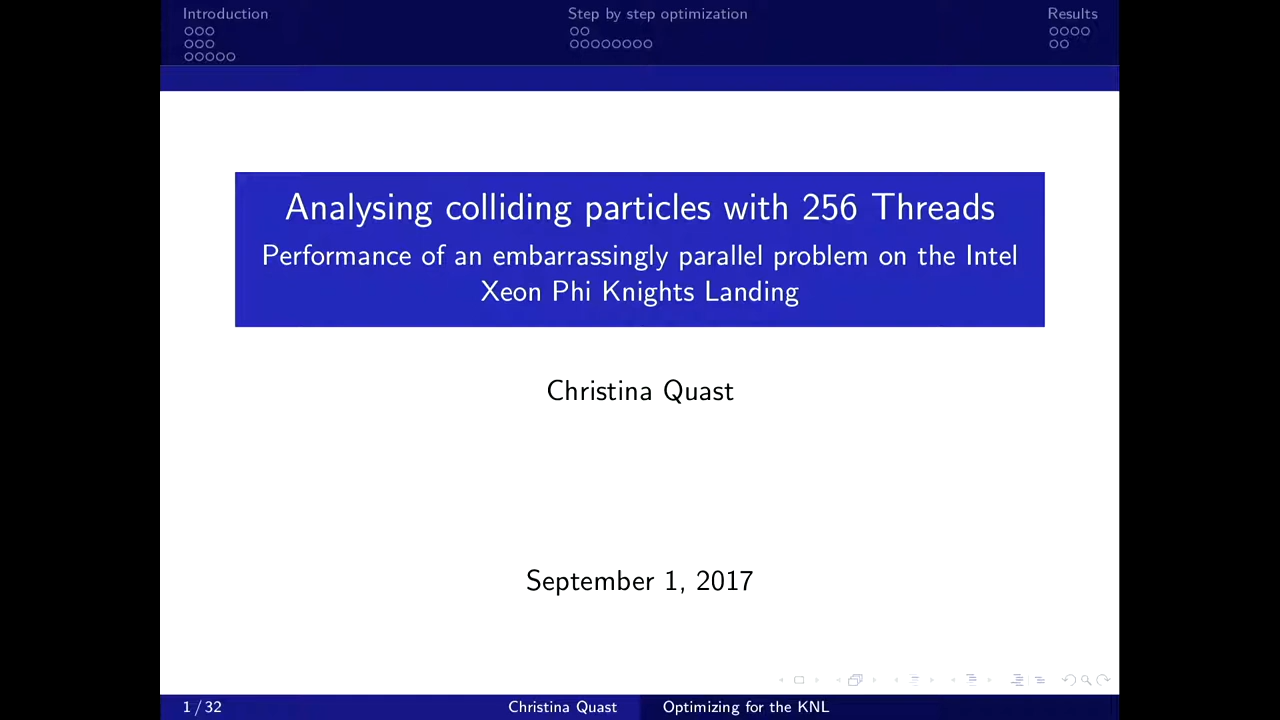 Introduction
Step by step optimization
Results
Analysing colliding particles with 256 Threads
Performance of an embarrassingly parallel problem on the Intel
Xeon Phi Knights Landing
Christina Quast
September 1, 2017
1 / 32
Christina Quast
Optimizing for the KNL